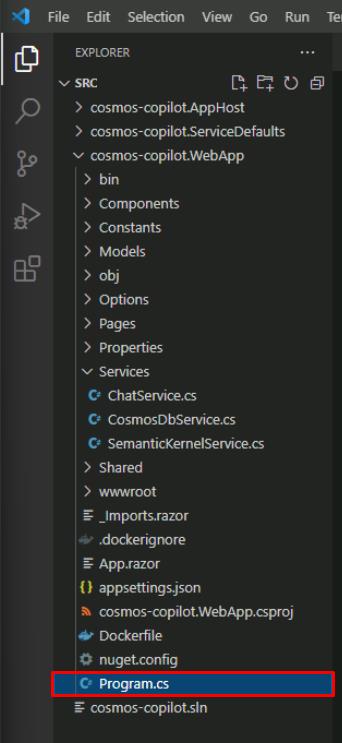 File Edit Selection View Go Run Term
EXPLORER ···
SRC
cosmos-copilot.AppHost
cosmos-copilot.ServiceDefaults
cosmos-copilot.WebApp
bin
Components
Constants
Models
obj
Options
Pages
Properties
Services
ChatService.cs
CosmosDbService.cs
SemanticKernelService.cs
Shared
wwwroot
_Imports.razor
.dockerignore
App.razor
appsettings.json
cosmos-copilot.WebApp.csproj
Dockerfile
nuget.config
Program.cs
cosmos-copilot.sln